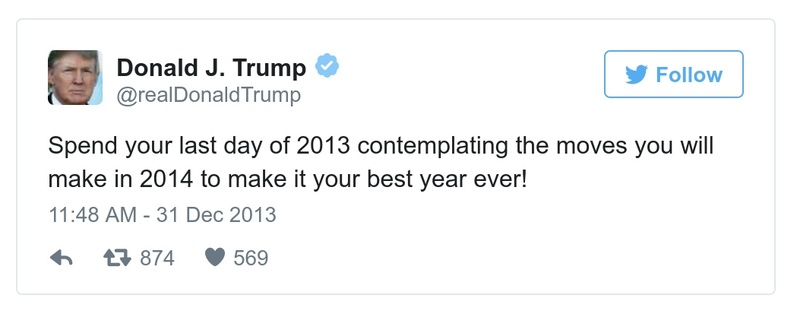 Donald J. Trump
@realDonaldTrump
Follow
Spend your last day of 2013 contemplating the moves you will
make in 2014 to make it your best year ever!
11:48 AM - 31 Dec 2013
874 569